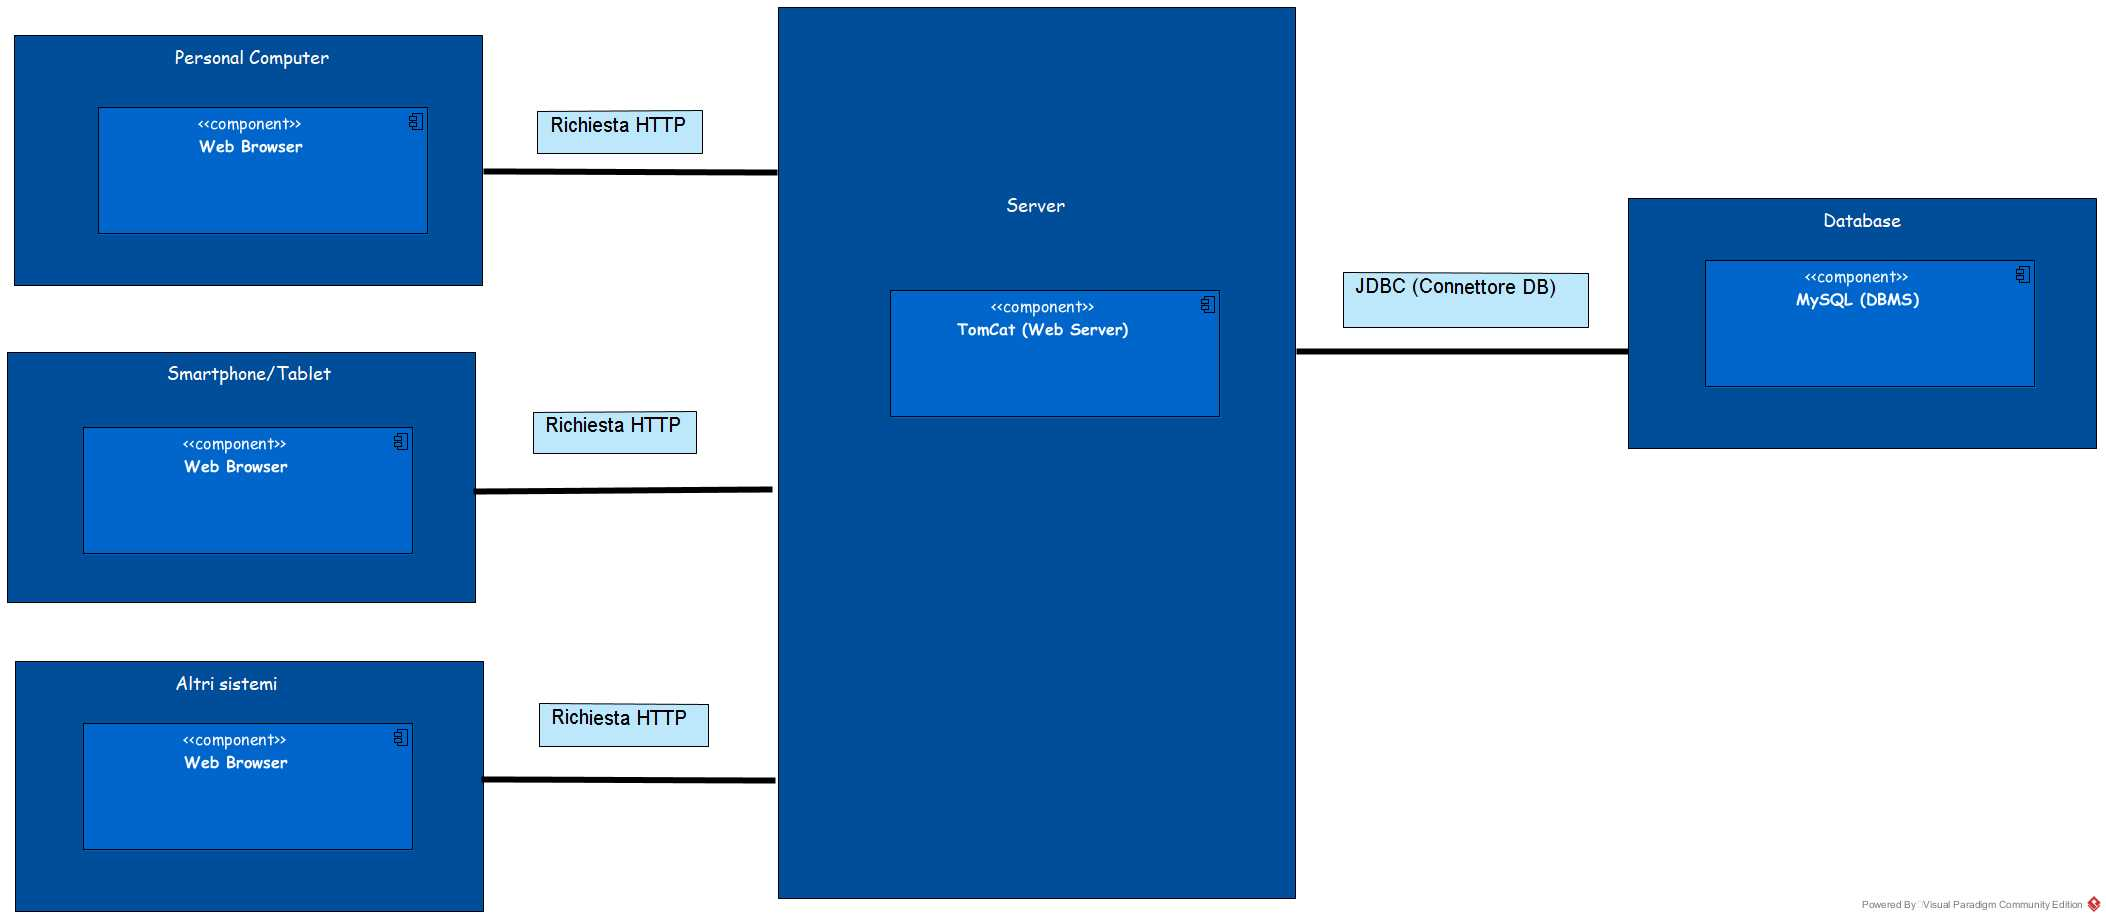 Personal Computer
<<component>>
Web Browser
Richiesta HTTP
Smartphone/Tablet
<<component>>
Web Browser
Richiesta HTTP
Altri sistemi
<<component>>
Web Browser
Richiesta HTTP
Server
<<component>>
TomCat (Web Server)
JDBC (Connettore DB)
Database
<<component>>
MySQL (DBMS)
Powered By Visual Paradigm Community Edition